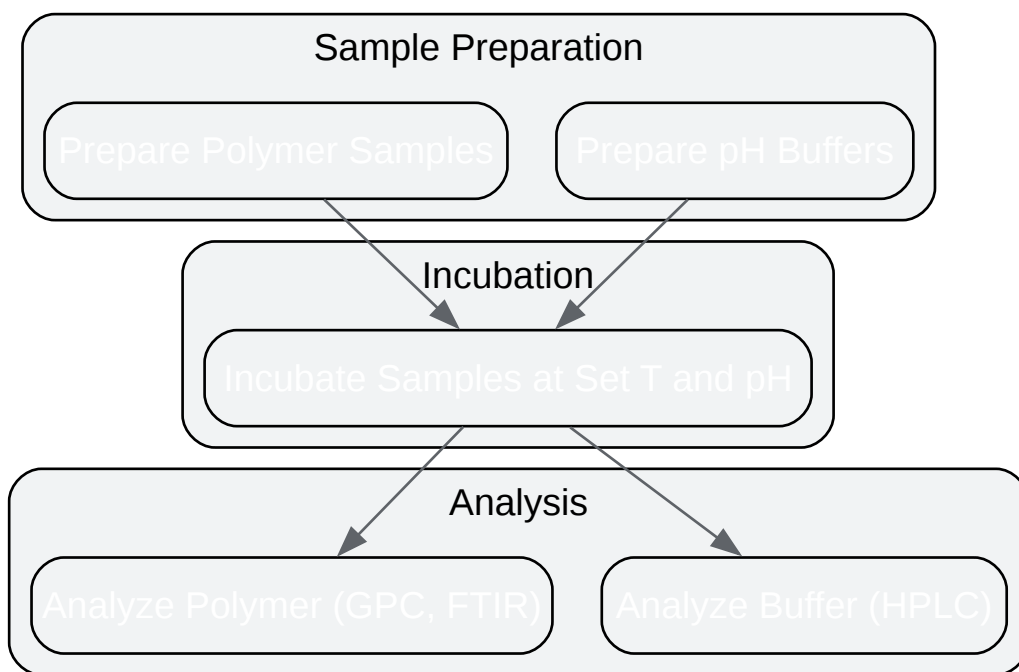 Sample Preparation
Prepare Polymer Samples
Prepare pH Buffers
Incubation
Incubate Samples at Set T and pH
Analysis
Analyze Polymer (GPC, FTIR)
Analyze Buffer (HPLC)